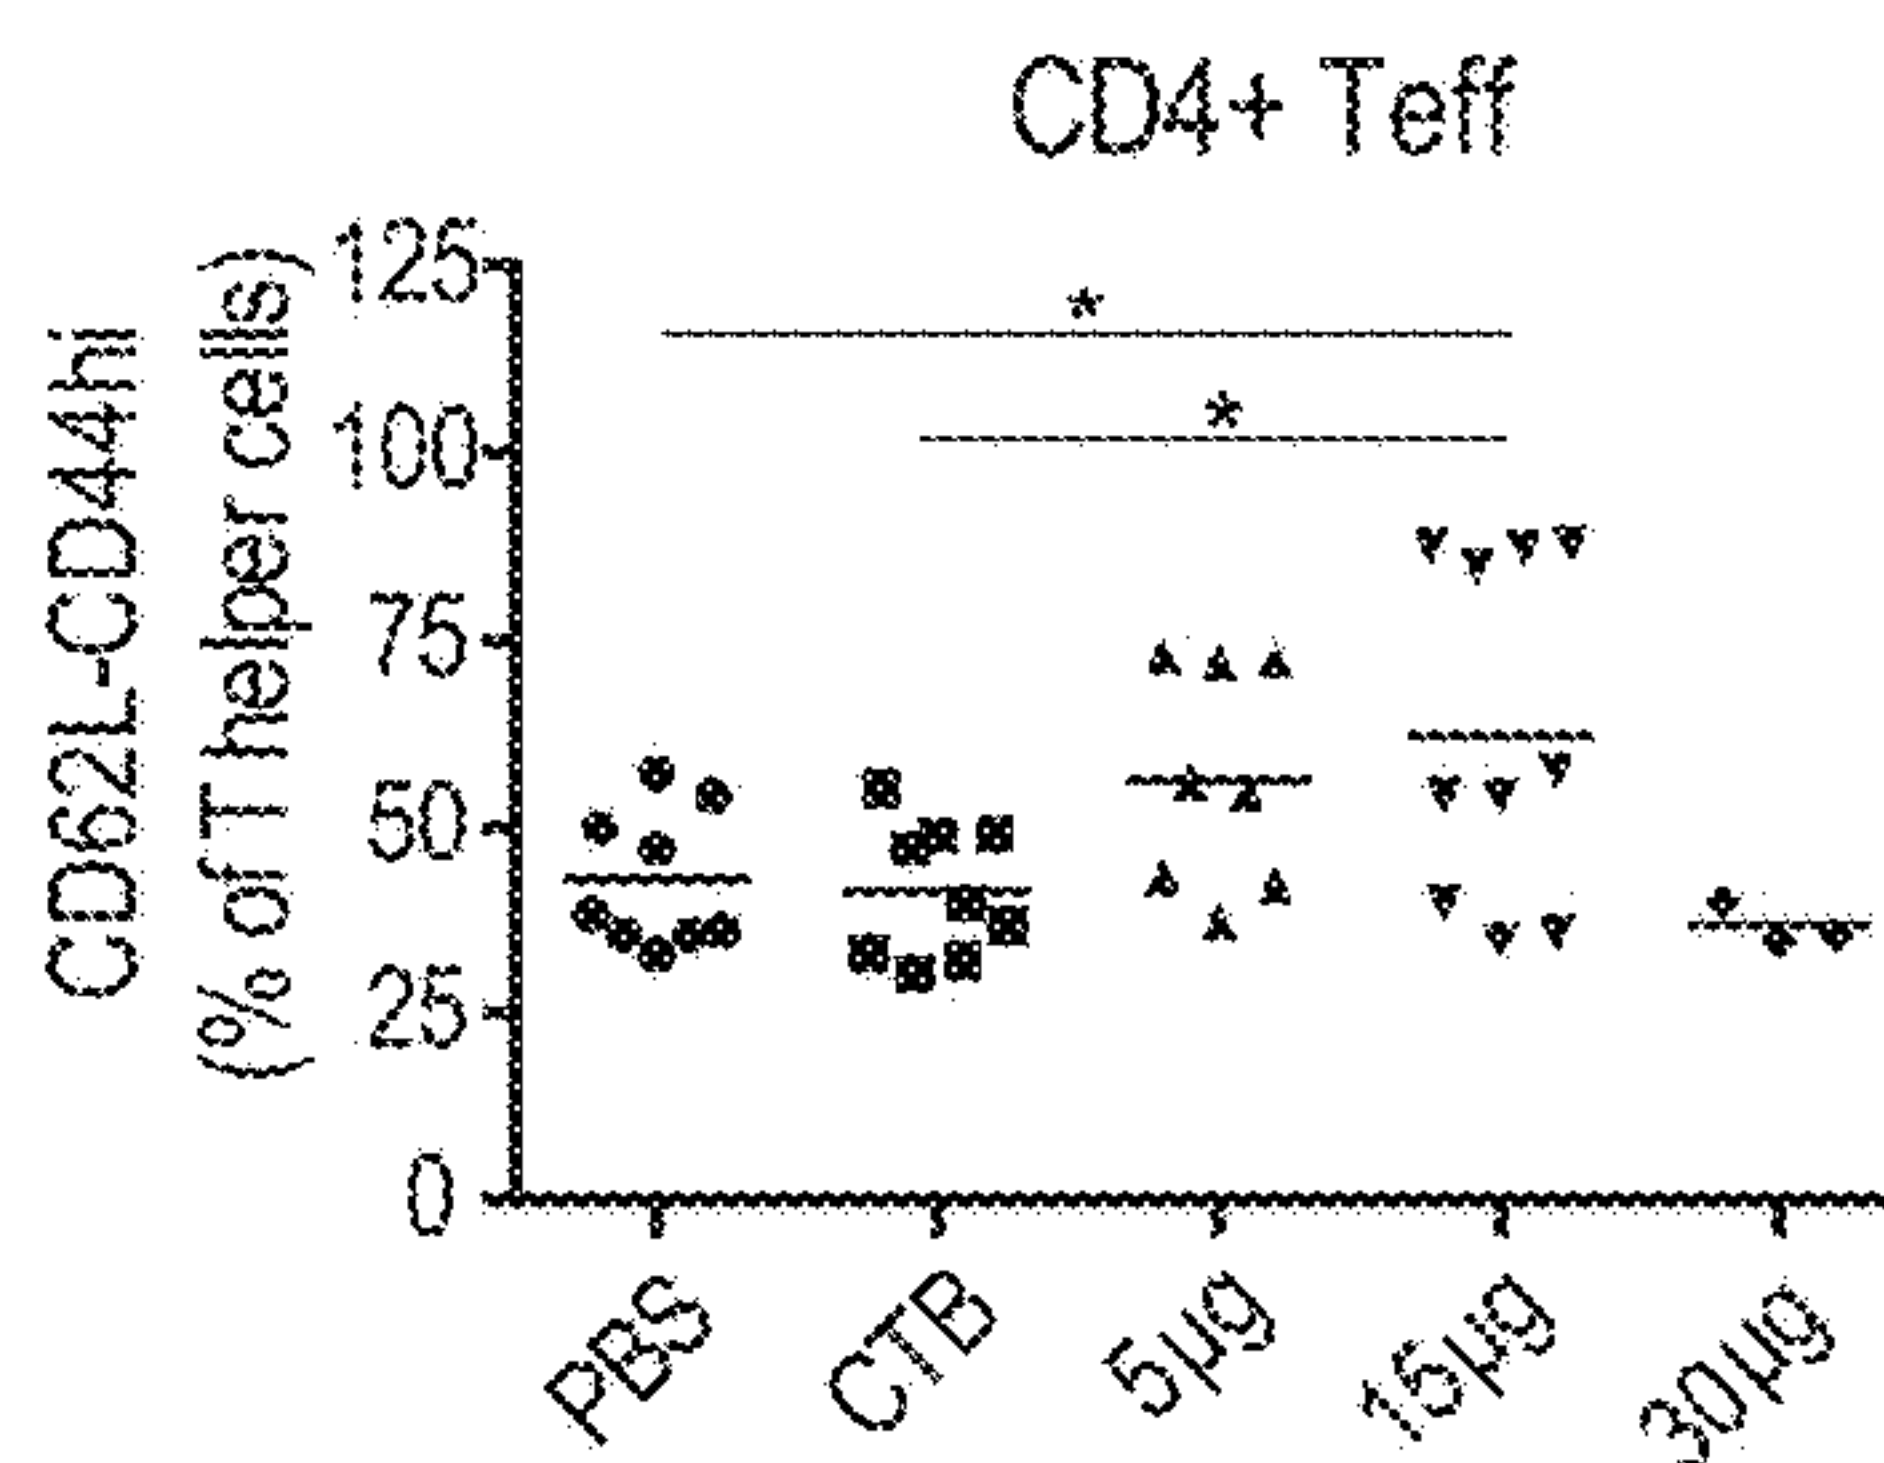 CD4+ Teff
CD62L-CD44hi
(% of T helper cells)
125
100
75
50
25
0
*
*
PBS
CTB
5µg
15µg
30µg